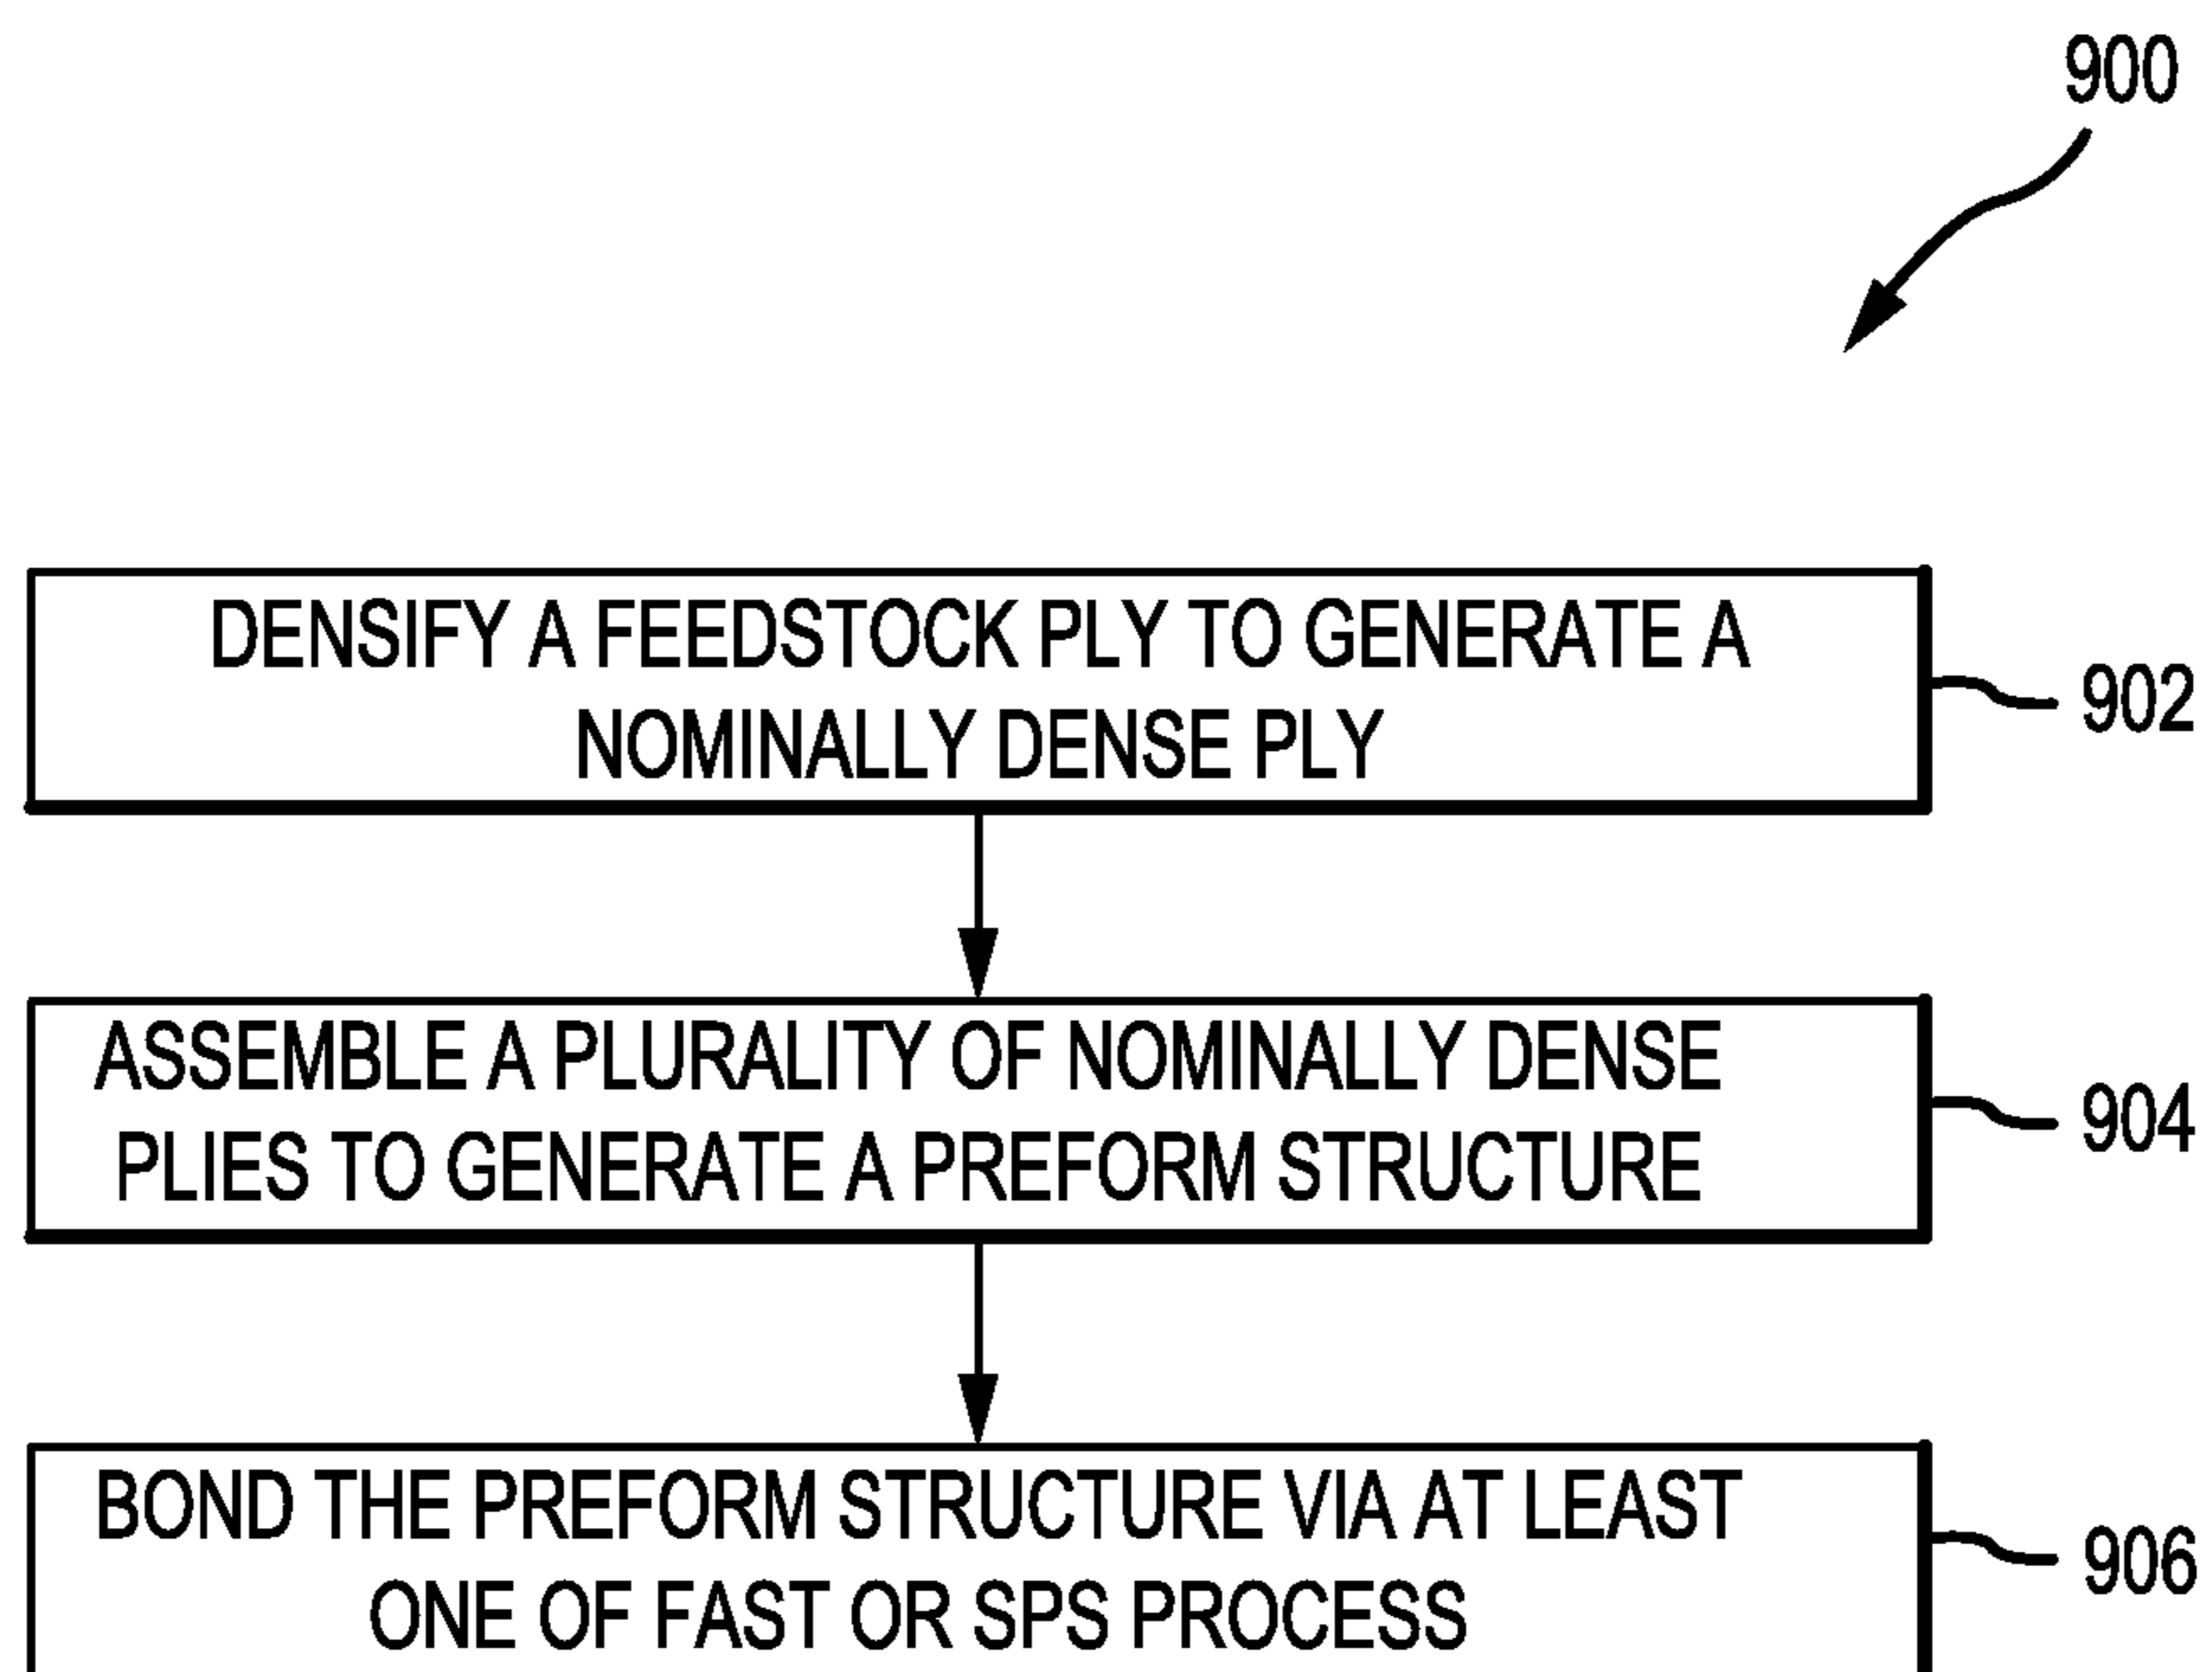 900
DENSIFY A FEEDSTOCK PLY TO GENERATE A
NOMINALLY DENSE PLY
902
ASSEMBLE A PLURALITY OF NOMINALLY DENSE
PLIES TO GENERATE A PREFORM STRUCTURE
904
BOND THE PREFORM STRUCTURE VIA AT LEAST
ONE OF FAST OR SPS PROCESS
906